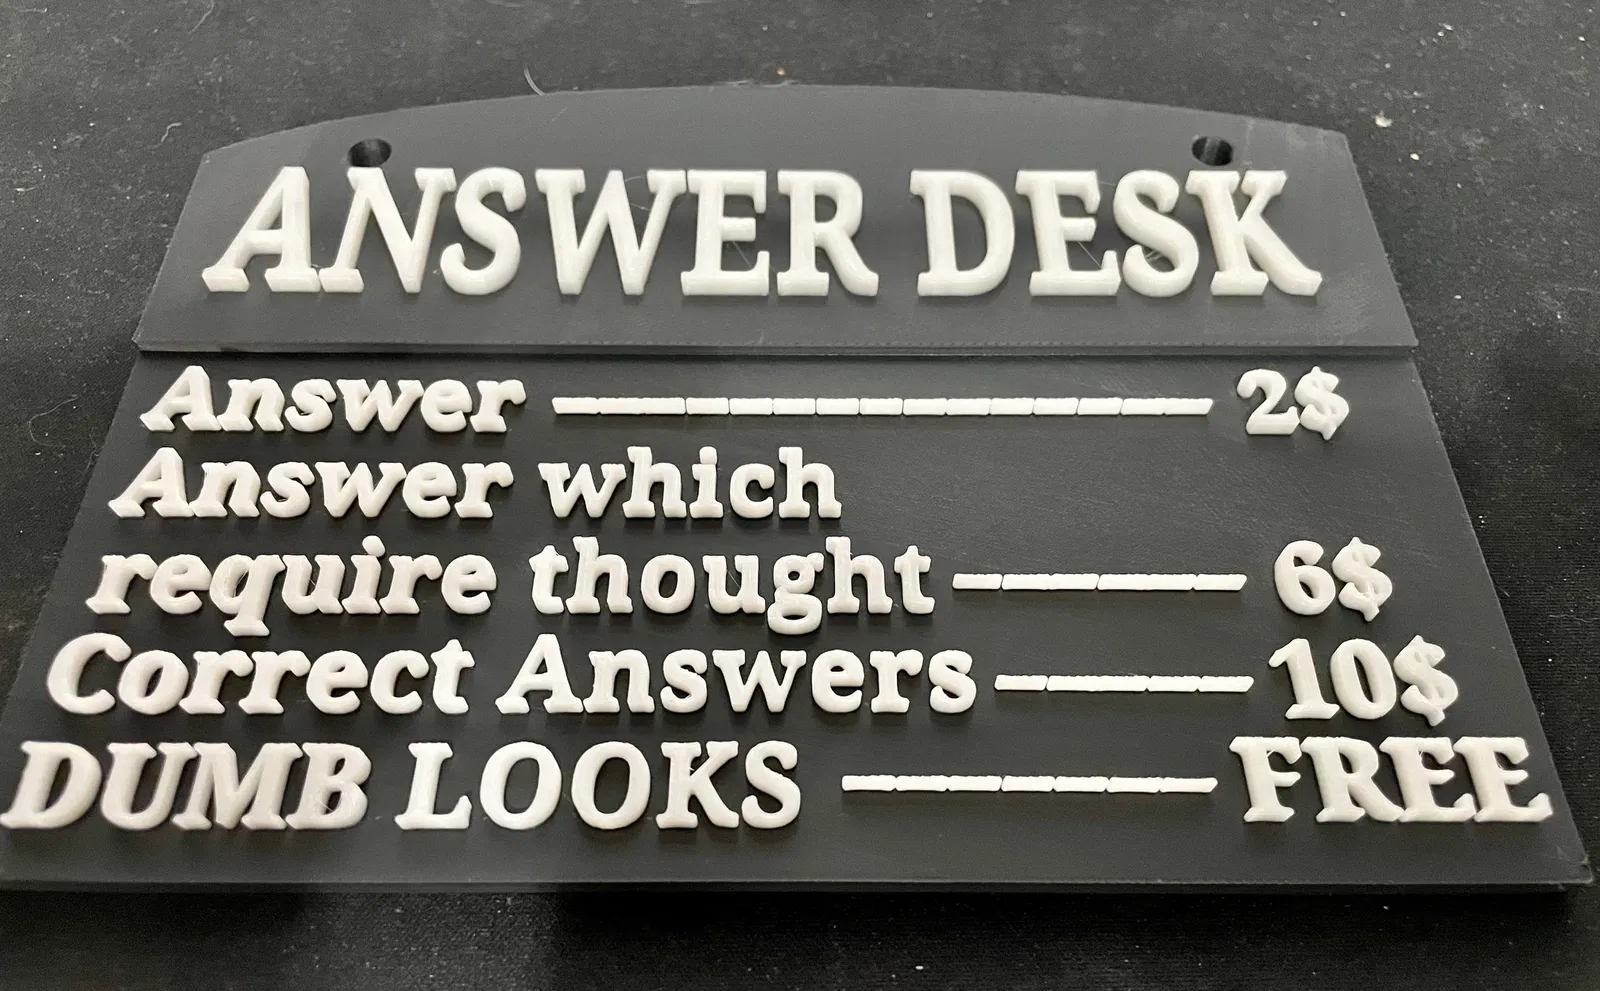 ANSWER DESK
Answer ———————— 2$
Answer which
require thought ——— 6$
Correct Answers ——— 10$
DUMB LOOKS ———— FREE